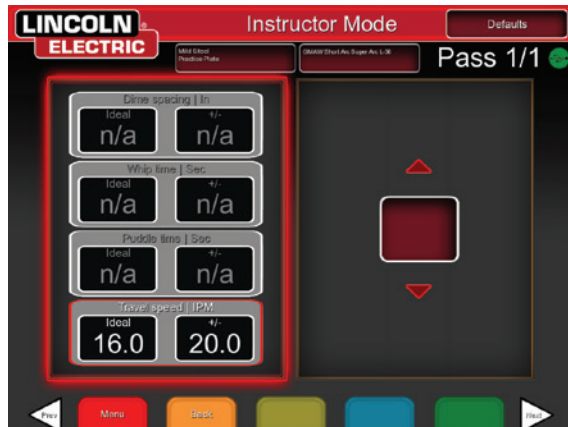 LINCOLN
ELECTRIC
Instructor Mode
Defaults
Mild Steel
Practice Plate
GMAW Short Arc Super Arc L-56
Pass 1/1
Dime spacing | In
Ideal +/-
n/a n/a
Whip time | Sec
Ideal +/-
n/a n/a
Puddle time | Sec
Ideal +/-
n/a n/a
Travel speed | IPM
Ideal +/-
16.0 20.0
Prev Menu Back Next